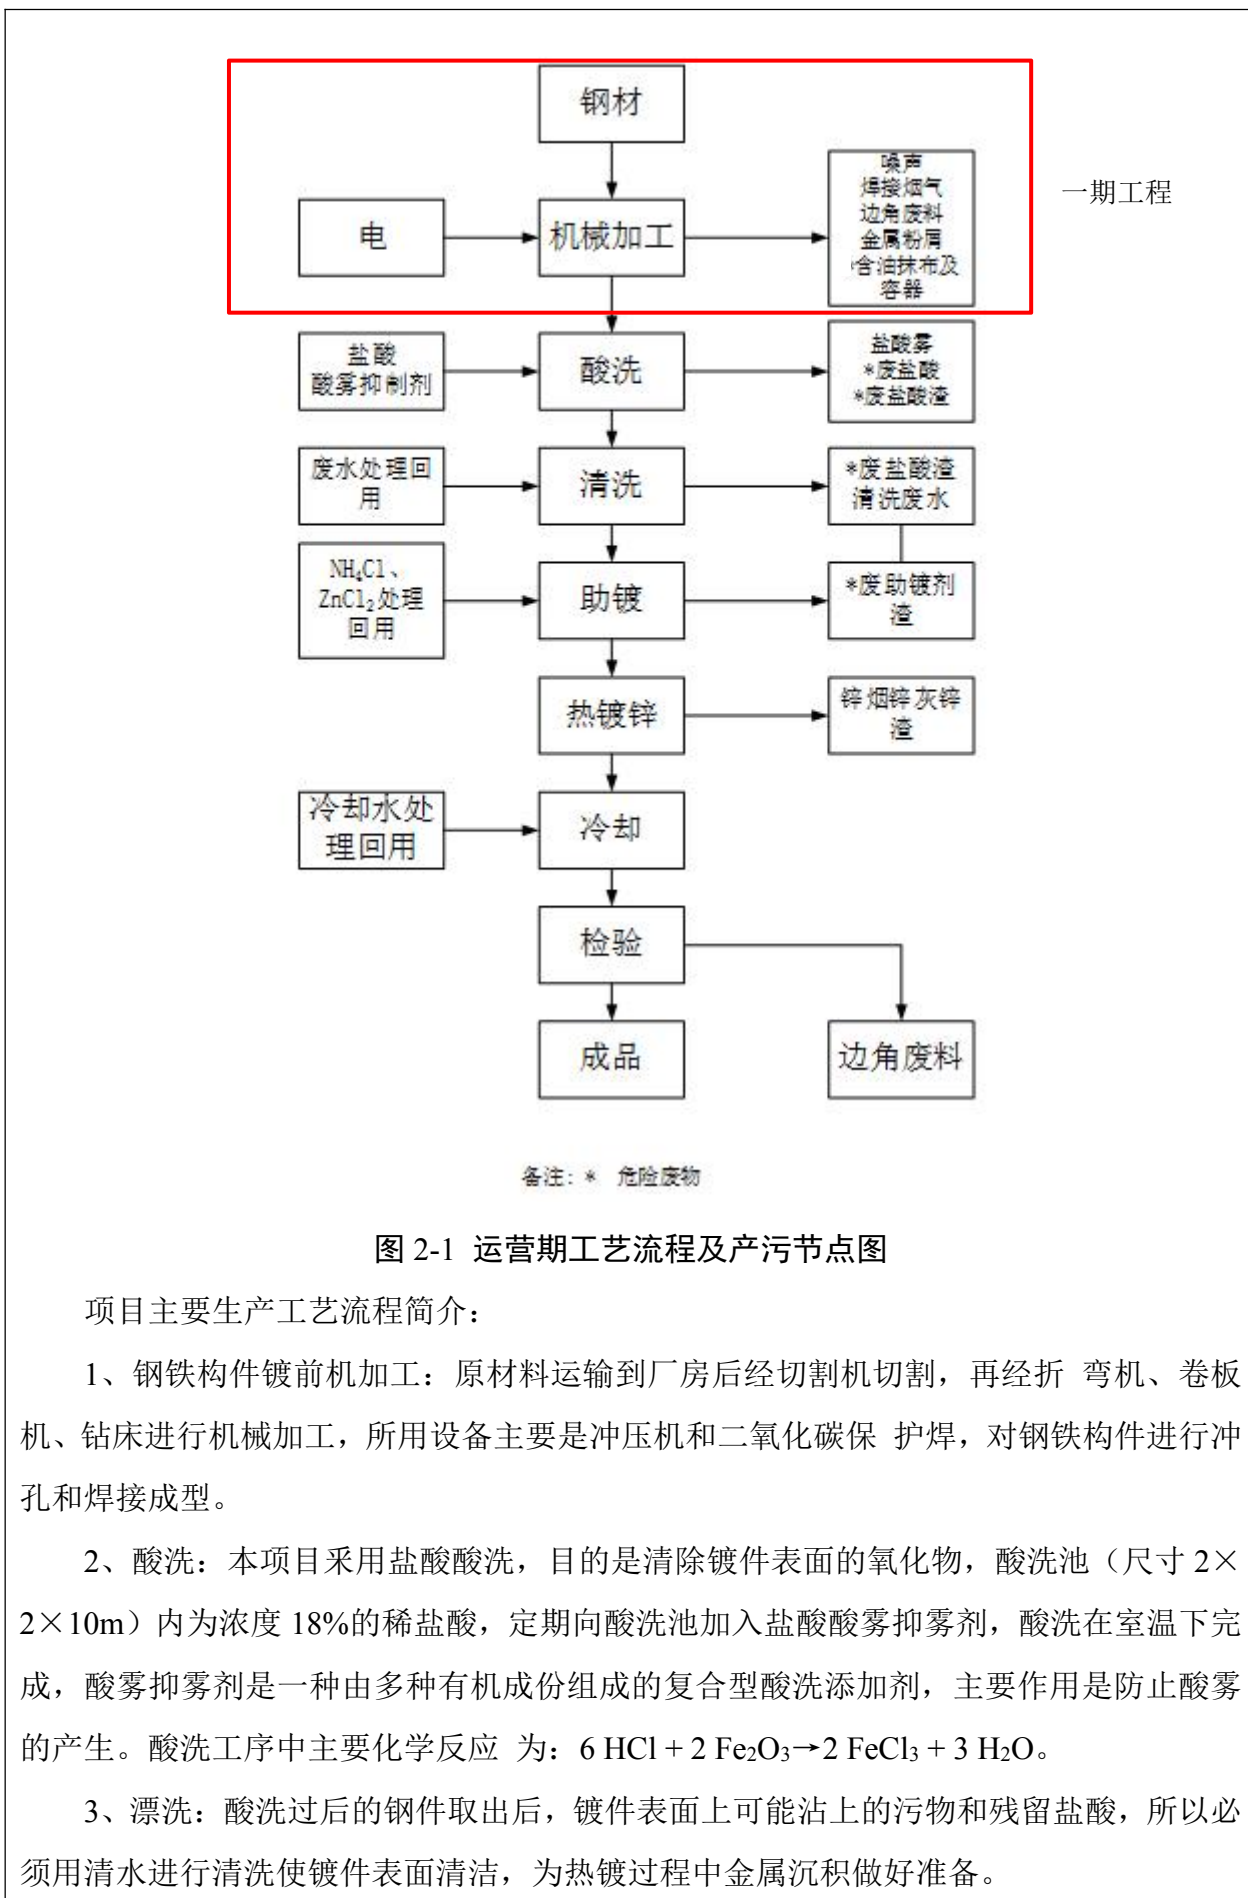 钢材
一期工程
电
机械加工
噪声
焊接烟气
边角废料
金属粉屑
*含油抹布及
容器
盐酸
酸雾抑制剂
酸洗
盐酸雾
*废盐酸
*废盐酸渣
废水处理回
用
清洗
*废盐酸渣
清洗废水
NH₄Cl、
ZnCl₂处理
回用
助镀
*废助镀剂
渣
热镀锌
锌烟锌灰锌
渣
冷却水处
理回用
冷却
检验
成品
边角废料
备注: * 危险废物
图 2-1 运营期工艺流程及产污节点图
项目主要生产工艺流程简介：
1、钢铁构件镀前机加工：原材料运输到厂房后经切割机切割，再经折 弯机、卷板
机、钻床进行机械加工，所用设备主要是冲压机和二氧化碳保 护焊，对钢铁构件进行冲
孔和焊接成型。
2、酸洗：本项目采用盐酸酸洗，目的是清除镀件表面的氧化物，酸洗池（尺寸 2×
2×10m）内为浓度 18%的稀盐酸，定期向酸洗池加入盐酸酸雾抑雾剂，酸洗在室温下完
成，酸雾抑雾剂是一种由多种有机成份组成的复合型酸洗添加剂，主要作用是防止酸雾
的产生。酸洗工序中主要化学反应 为：6 HCl + 2 Fe₂O₃→2 FeCl₃ + 3 H₂O。
3、漂洗：酸洗过后的钢件取出后，镀件表面上可能沾上的污物和残留盐酸，所以必
须用清水进行清洗使镀件表面清洁，为热镀过程中金属沉积做好准备。